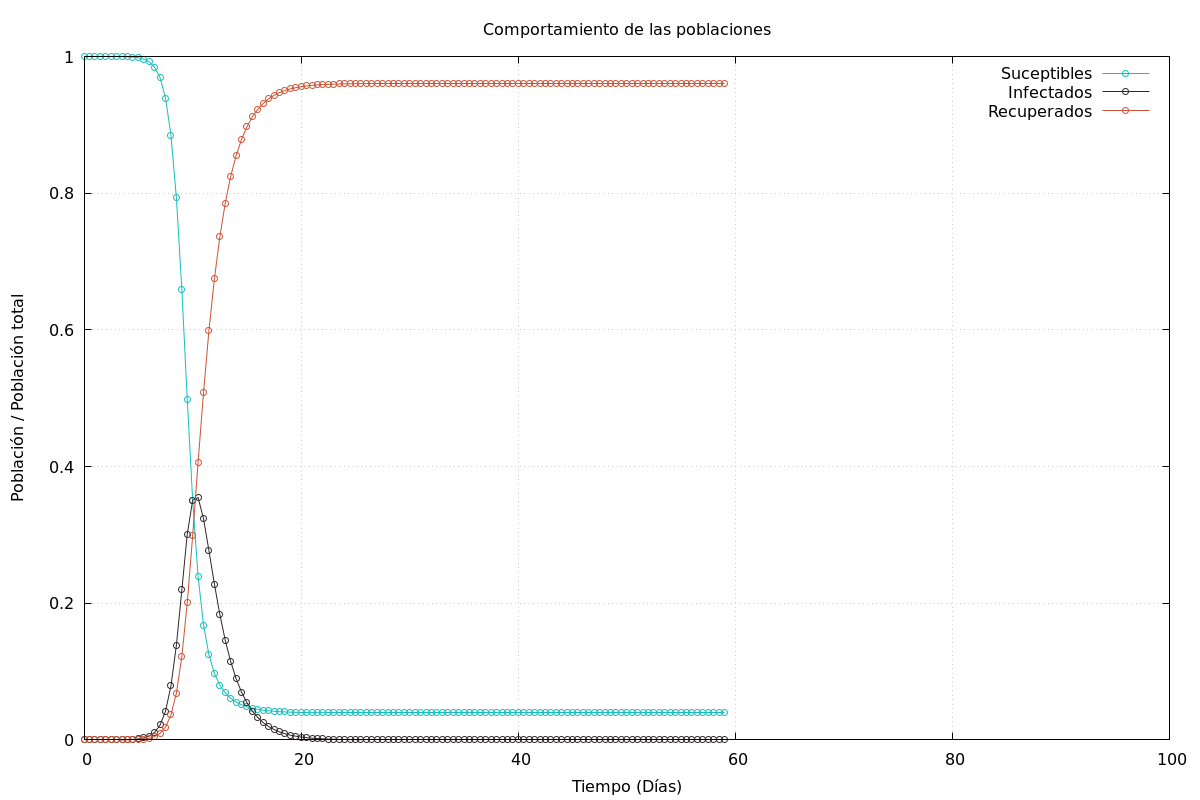 Comportamiento de las poblaciones
Suceptibles
Infectados
Recuperados
1
0.8
0.6
0.4
0.2
0
Población / Población total
0 20 40 60 80 100
Tiempo (Días)